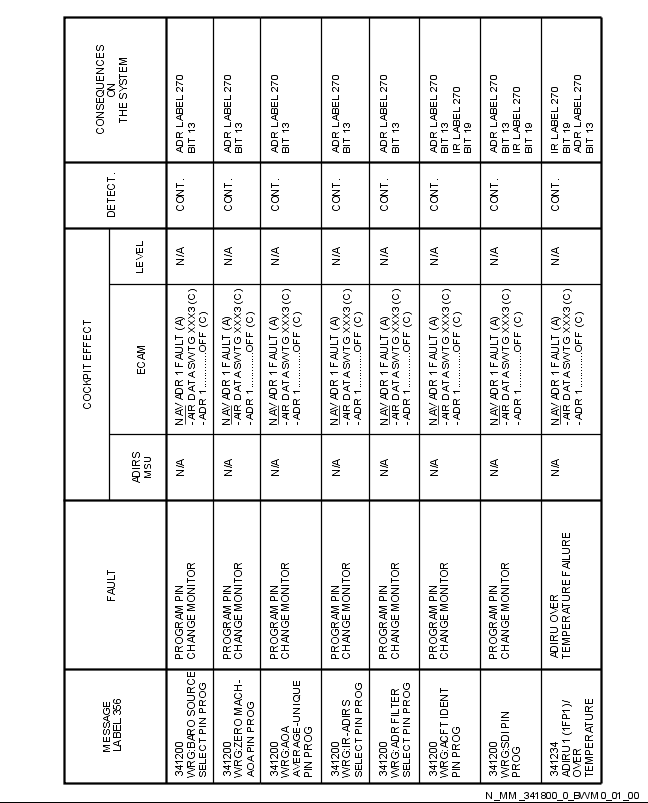 MESSAGE
LABEL 356
FAULT
COCKPIT EFFECT
ADIRS
MSU
ECAM
LEVEL
DETECT.
CONSEQUENCES
ON
THE SYSTEM
341200
WRG:BARO SOURCE
SELECT PIN PROG
PROGRAM PIN
CHANGE MONITOR
N/A
NAV ADR 1 FAULT (A)
-AIR DATA SWTG XXX3 (C)
-ADR 1..........OFF (C)
N/A
CONT.
ADR LABEL 270
BIT 13
341200
WRG:ZERO MACH-
AOA PIN PROG
PROGRAM PIN
CHANGE MONITOR
N/A
NAV ADR 1 FAULT (A)
-AIR DATA SWTG XXX3 (C)
-ADR 1..........OFF (C)
N/A
CONT.
ADR LABEL 270
BIT 13
341200
WRG:AOA
AVERAGE-UNIQUE
PIN PROG
PROGRAM PIN
CHANGE MONITOR
N/A
NAV ADR 1 FAULT (A)
-AIR DATA SWTG XXX3 (C)
-ADR 1..........OFF (C)
N/A
CONT.
ADR LABEL 270
BIT 13
341200
WRG:IR-ADIRS
SELECT PIN PROG
PROGRAM PIN
CHANGE MONITOR
N/A
NAV ADR 1 FAULT (A)
-AIR DATA SWTG XXX3 (C)
-ADR 1..........OFF (C)
N/A
CONT.
ADR LABEL 270
BIT 13
341200
WRG:ADR FILTER
SELECT PIN PROG
PROGRAM PIN
CHANGE MONITOR
N/A
NAV ADR 1 FAULT (A)
-AIR DATA SWTG XXX3 (C)
-ADR 1..........OFF (C)
N/A
CONT.
ADR LABEL 270
BIT 13
341200
WRG:ACFT IDENT
PIN PROG
PROGRAM PIN
CHANGE MONITOR
N/A
NAV ADR 1 FAULT (A)
-AIR DATA SWTG XXX3 (C)
-ADR 1..........OFF (C)
N/A
CONT.
ADR LABEL 270
BIT 13
IR LABEL 270
BIT 19
341200
WRG:SDI PIN
PROG
PROGRAM PIN
CHANGE MONITOR
N/A
NAV ADR 1 FAULT (A)
-AIR DATA SWTG XXX3 (C)
-ADR 1..........OFF (C)
N/A
CONT.
ADR LABEL 270
BIT 13
IR LABEL 270
BIT 19
341234
ADIRU1 (1FP1)/
OVER
TEMPERATURE
ADIRU OVER
TEMPERATURE FAILURE
N/A
NAV ADR 1 FAULT (A)
-AIR DATA SWTG XXX3 (C)
-ADR 1..........OFF (C)
N/A
CONT.
IR LABEL 270
BIT 19
ADR LABEL 270
BIT 13
N_MM_341800_0_BWM0_01_00